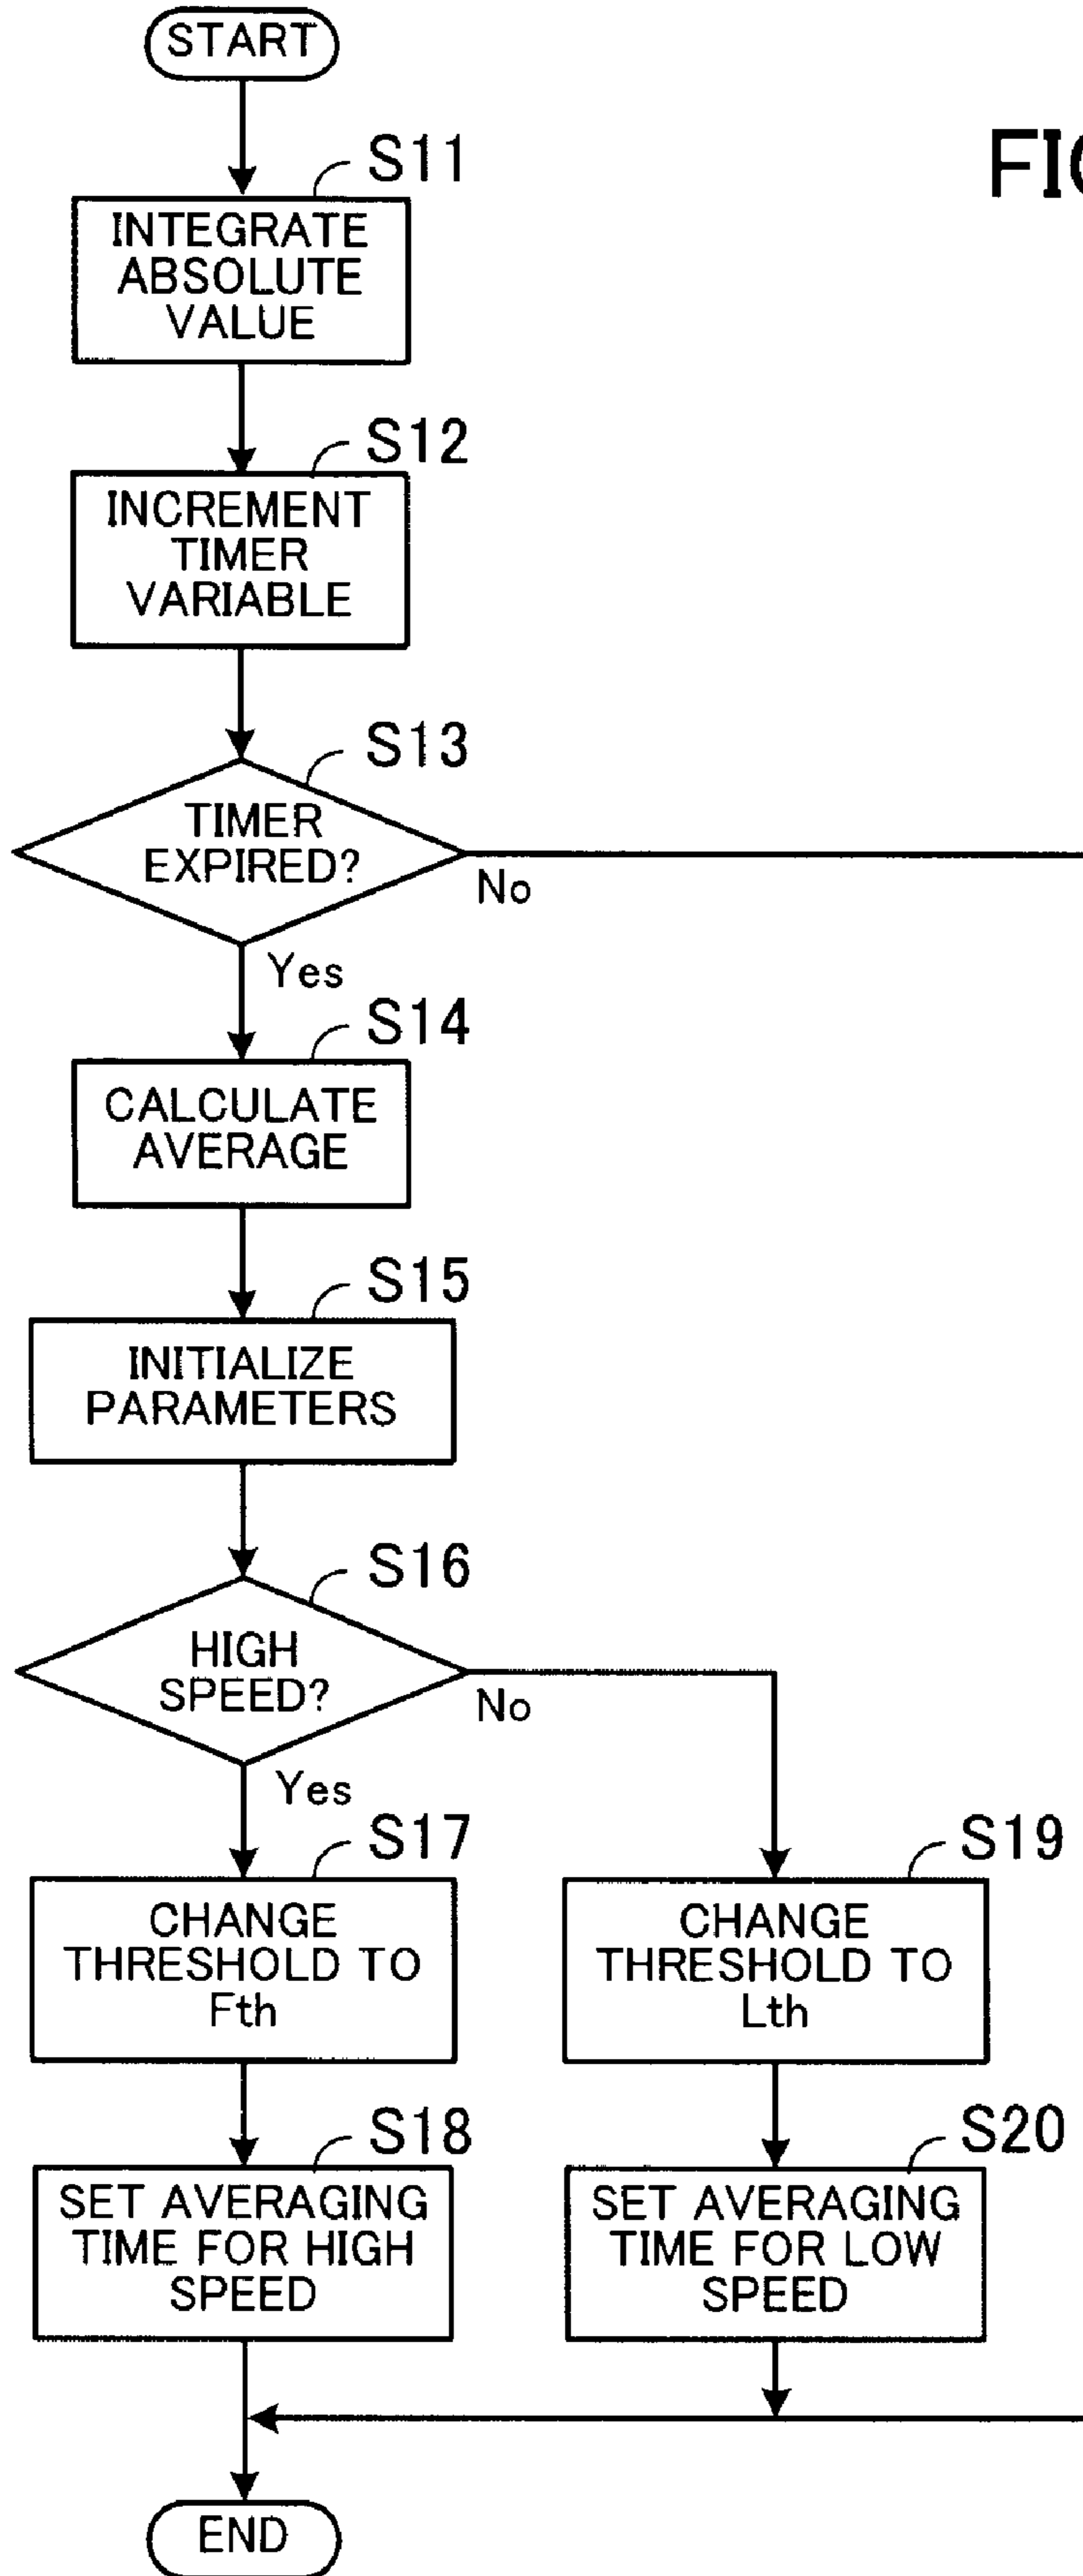 START
FIG
S11
INTEGRATE
ABSOLUTE
VALUE
S12
INCREMENT
TIMER
VARIABLE
S13
TIMER
EXPIRED?
No
Yes
S14
CALCULATE
AVERAGE
S15
INITIALIZE
PARAMETERS
S16
HIGH
SPEED?
No
Yes
S17
CHANGE
THRESHOLD TO
Fth
S19
CHANGE
THRESHOLD TO
Lth
S18
SET AVERAGING
TIME FOR HIGH
SPEED
S20
SET AVERAGING
TIME FOR LOW
SPEED
END